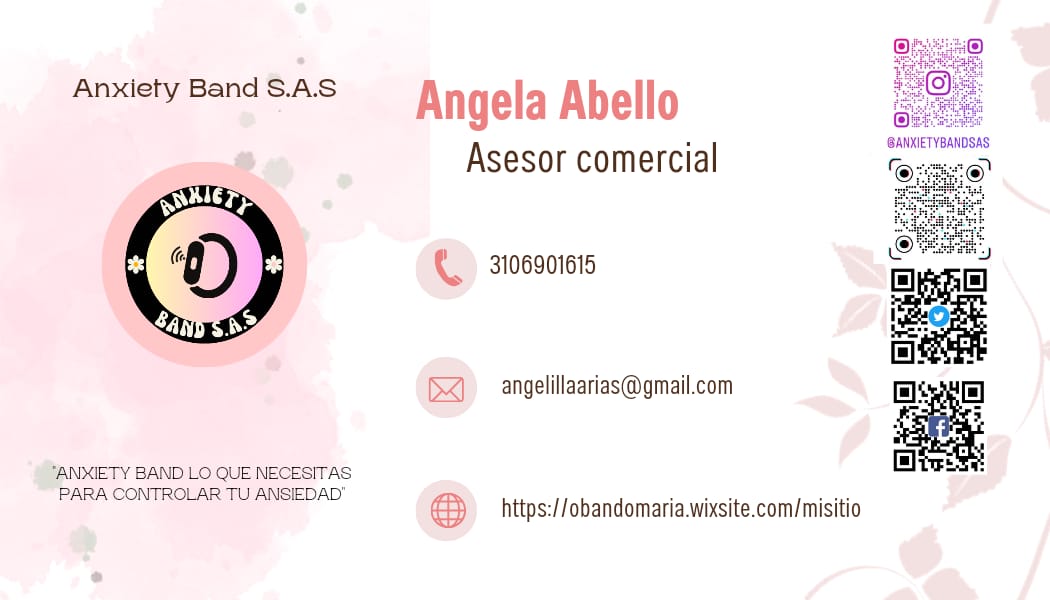 Anxiety Band S.A.S
ANXIETY
BAND S.A.S
"ANXIETY BAND LO QUE NECESITAS
PARA CONTROLAR TU ANSIEDAD"
Angela Abello
Asesor comercial
3106901615
angelillaarias@gmail.com
https://obandomaria.wixsite.com/misitio
@ANXIETYBANDSAS